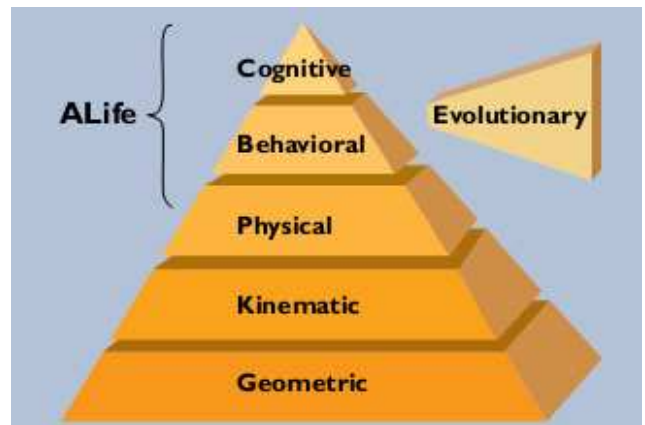 Cognitive
ALife
Evolutionary
Behavioral
Physical
Kinematic
Geometric